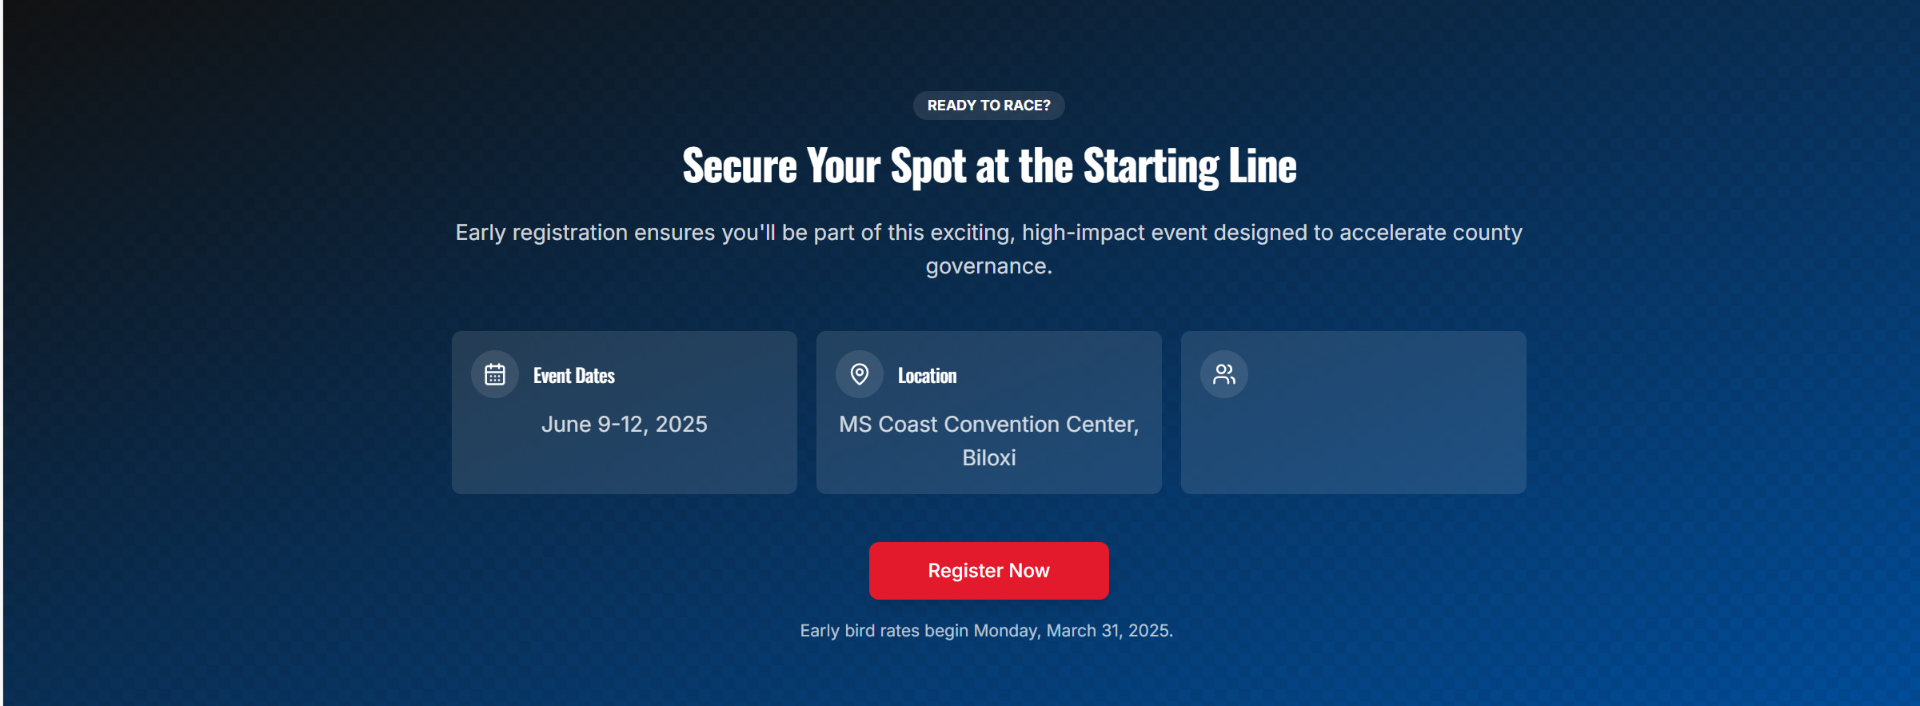 READY TO RACE?
Secure Your Spot at the Starting Line
Early registration ensures you'll be part of this exciting, high-impact event designed to accelerate county
governance.
Event Dates
June 9-12, 2025
Location
MS Coast Convention Center,
Biloxi
Register Now
Early bird rates begin Monday, March 31, 2025.